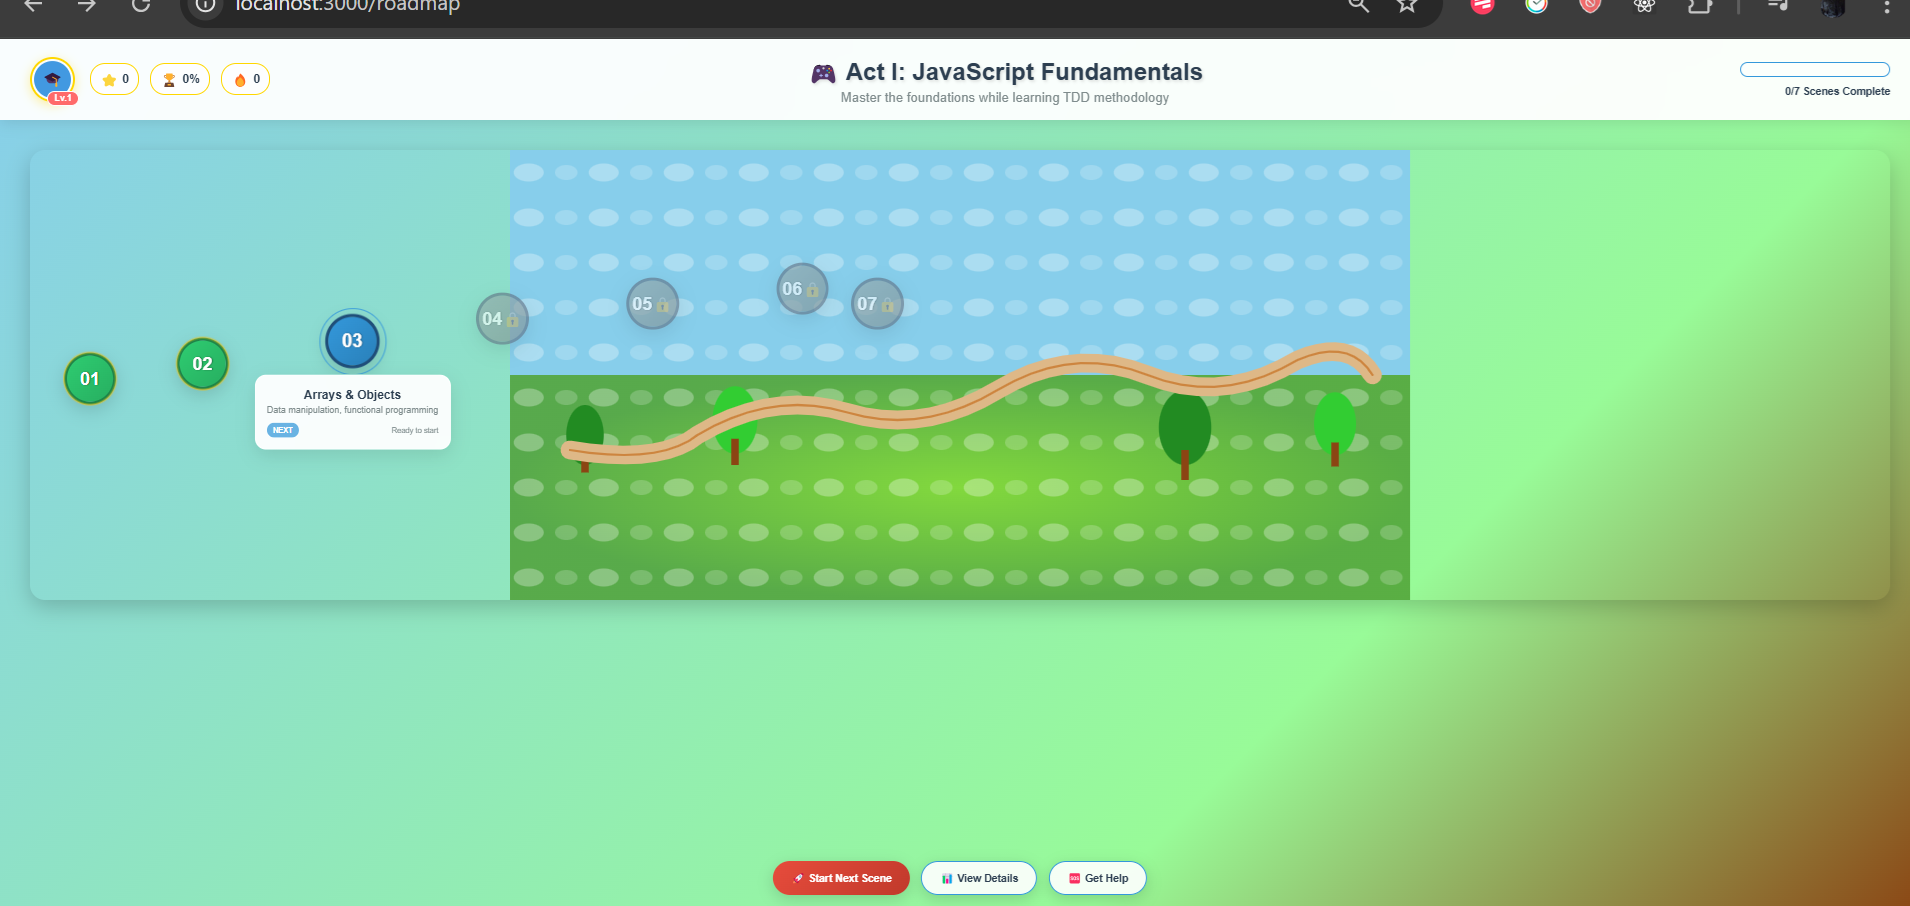 localhost:3000/roadmap
Lv.1
0
0%
0
Act I: JavaScript Fundamentals
Master the foundations while learning TDD methodology
0/7 Scenes Complete
01
02
03
04
05
06
07
Arrays & Objects
Data manipulation, functional programming
NEXT
Ready to start
Start Next Scene
View Details
SOS
Get Help